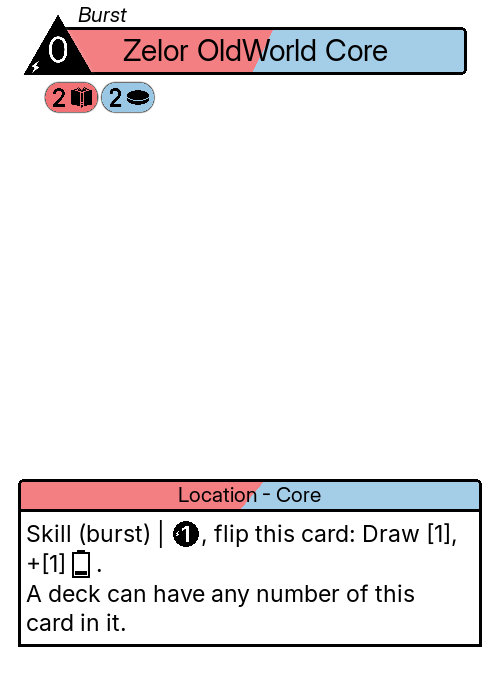 Burst
0
Zelor OldWorld Core
2 2
Location - Core
Skill (burst) | 1, flip this card: Draw [1],
+[1] .
A deck can have any number of this
card in it.